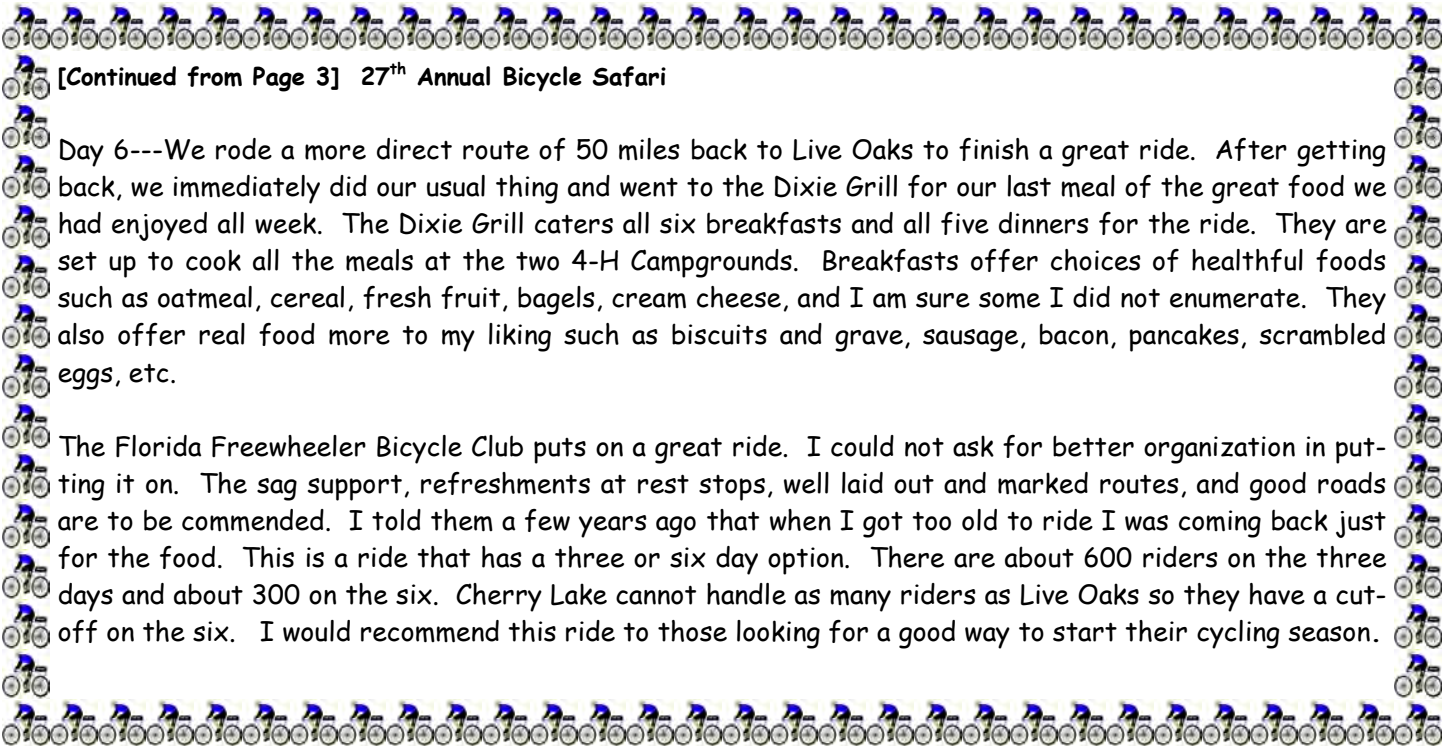 [Continued from Page 3] 27th Annual Bicycle Safari
Day 6---We rode a more direct route of 50 miles back to Live Oaks to finish a great ride. After getting
back, we immediately did our usual thing and went to the Dixie Grill for our last meal of the great food we
had enjoyed all week. The Dixie Grill caters all six breakfasts and all five dinners for the ride. They are
set up to cook all the meals at the two 4-H Campgrounds. Breakfasts offer choices of healthful foods
such as oatmeal, cereal, fresh fruit, bagels, cream cheese, and I am sure some I did not enumerate. They
also offer real food more to my liking such as biscuits and grave, sausage, bacon, pancakes, scrambled
eggs, etc.
The Florida Freewheeler Bicycle Club puts on a great ride. I could not ask for better organization in put-
ting it on. The sag support, refreshments at rest stops, well laid out and marked routes, and good roads
are to be commended. I told them a few years ago that when I got too old to ride I was coming back just
for the food. This is a ride that has a three or six day option. There are about 600 riders on the three
days and about 300 on the six. Cherry Lake cannot handle as many riders as Live Oaks so they have a cut-
off on the six. I would recommend this ride to those looking for a good way to start their cycling season.